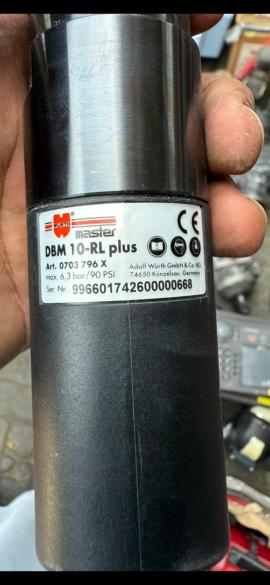 WÜRTH
master
CE
DBM 10-RL plus
Art. 0703 796 X
max. 6,3 bar/90 PSI
Adolf Würth GmbH & Co. KG
74650 Künzelsau, Germany
Ser.-Nr. 996601742600000668